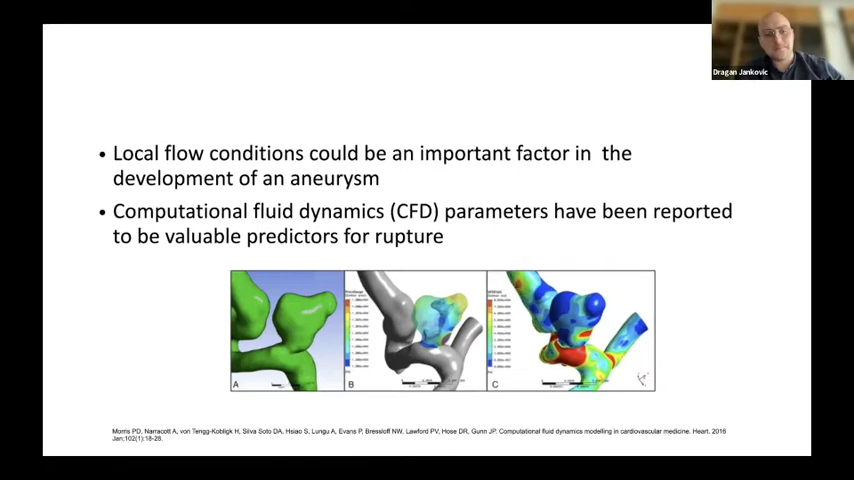 Dragan Jankovic
• Local flow conditions could be an important factor in the
development of an aneurysm
• Computational fluid dynamics (CFD) parameters have been reported
to be valuable predictors for rupture
A
B
C
Morris PD, Narracott A, von Tengg-Kobligk H, Silva Soto DA, Hsiao S, Lungu A, Evans P, Bressloff NW, Lawford PV, Hose DR, Gunn JP. Computational fluid dynamics modelling in cardiovascular medicine. Heart. 2016
Jan;102(1):18-28.